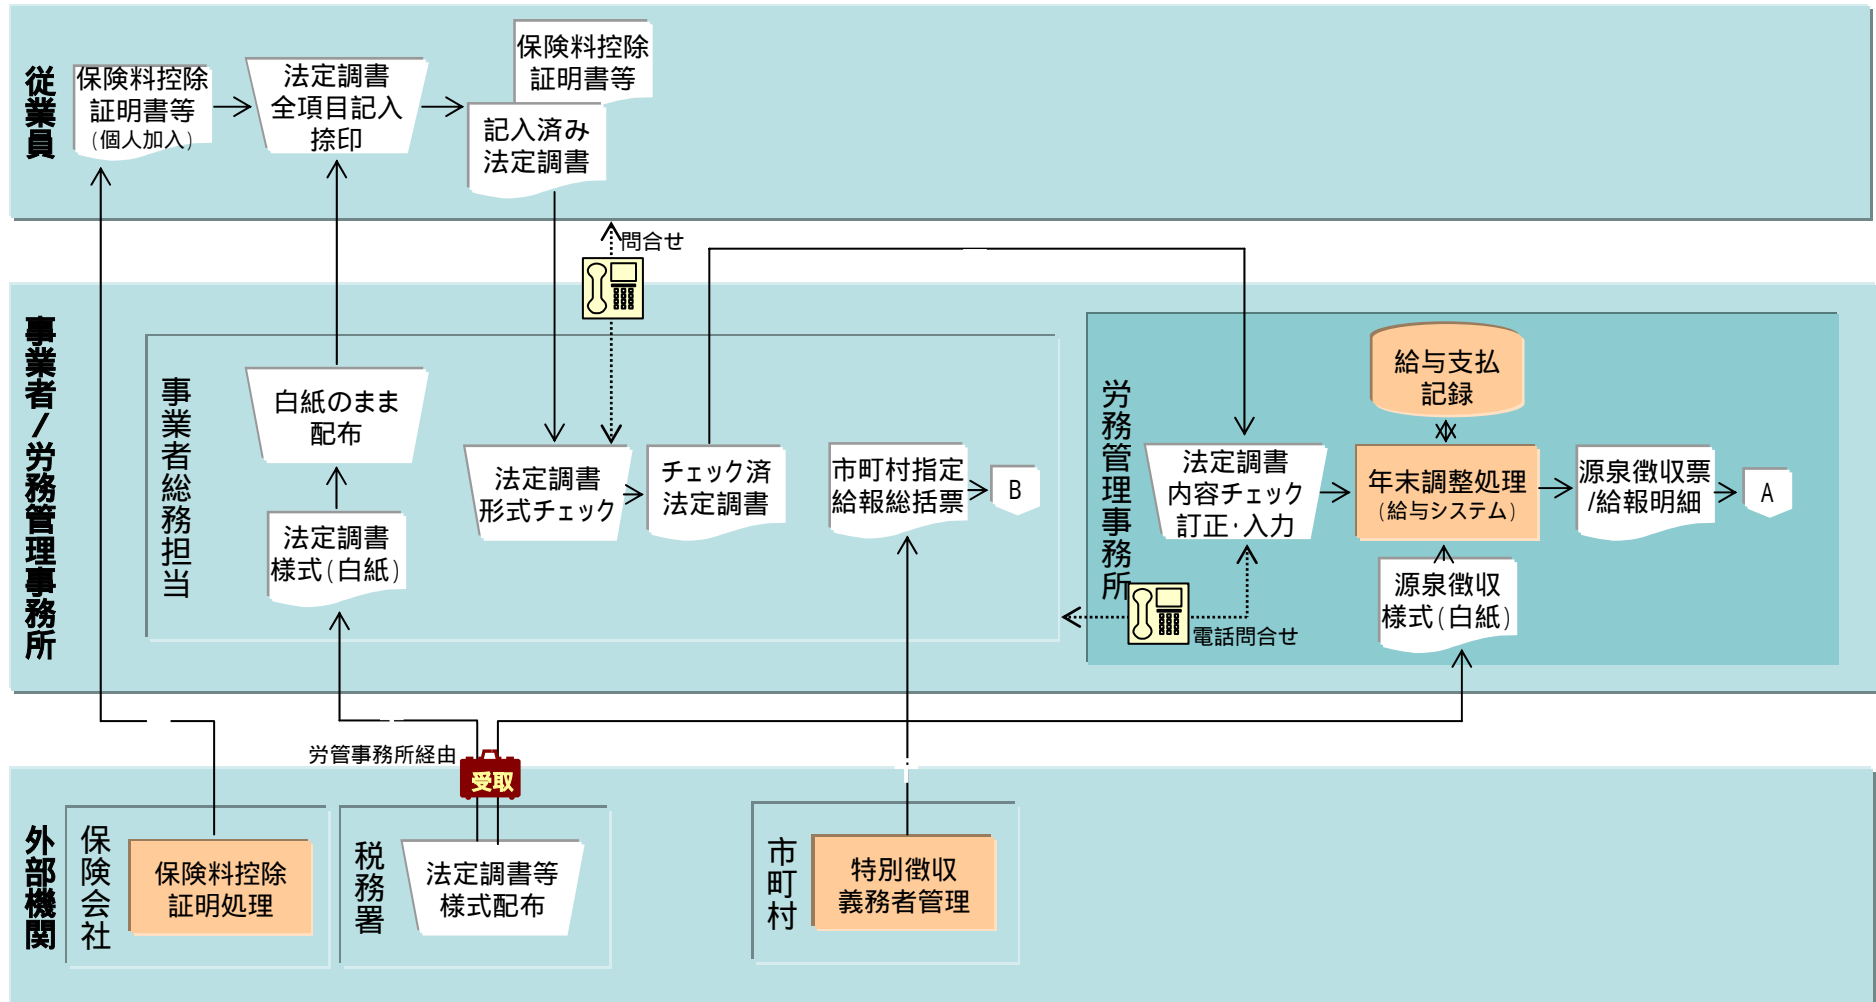 従業員
保険料控除
証明書等
(個人加入)
法定調書
全項目記入
捺印
保険料控除
証明書等
記入済み
法定調書
問合せ
事業者/労務管理事務所
事業者総務担当
白紙のまま
配布
法定調書
様式(白紙)
法定調書
形式チェック
チェック済
法定調書
市町村指定
給報総括票
B
労務管理事務所
法定調書
内容チェック
訂正・入力
給与支払
記録
年末調整処理
(給与システム)
源泉徴収票
/給報明細
A
源泉徴収
様式(白紙)
電話問合せ
労管事務所経由
受取
外部機関
保険会社
保険料控除
証明処理
税務署
法定調書等
様式配布
市町村
特別徴収
義務者管理